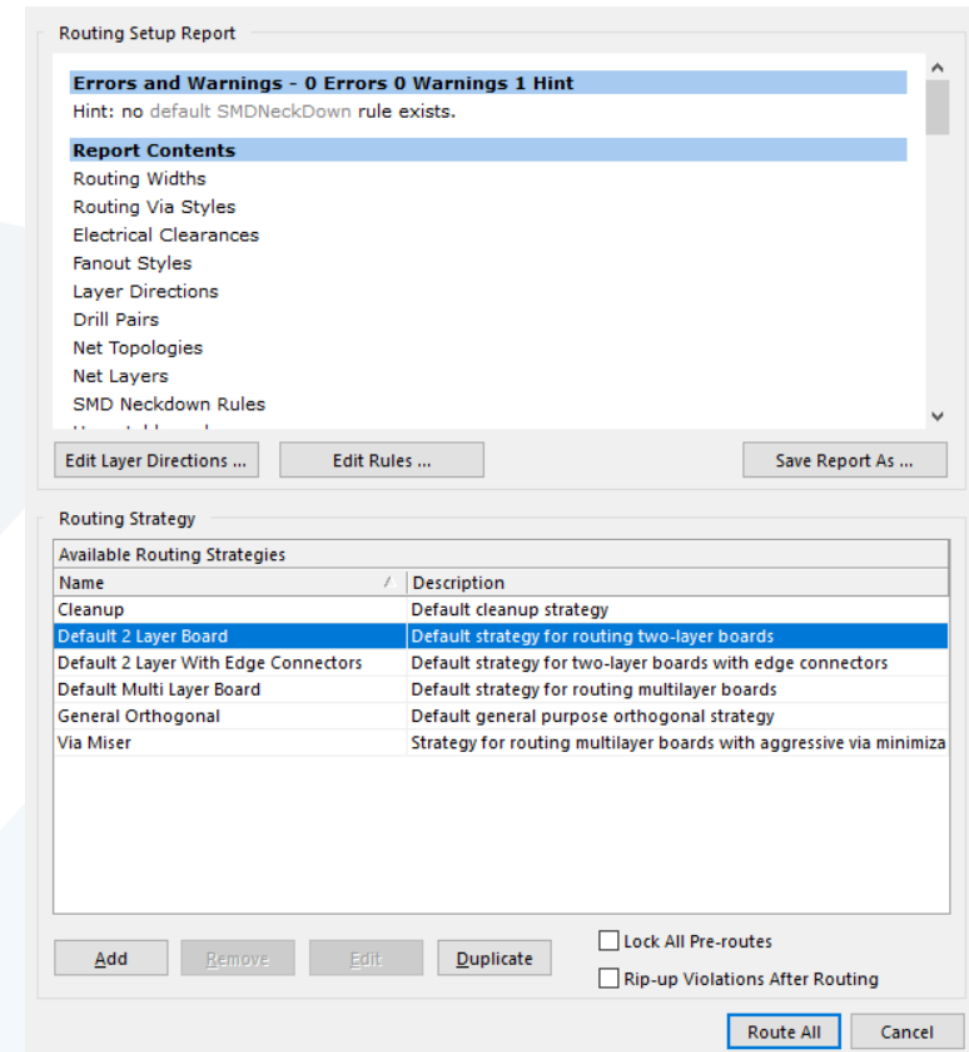 Routing Setup Report
Errors and Warnings - 0 Errors 0 Warnings 1 Hint
Hint: no default SMDNeckDown rule exists.
Report Contents
Routing Widths
Routing Via Styles
Electrical Clearances
Fanout Styles
Layer Directions
Drill Pairs
Net Topologies
Net Layers
SMD Neckdown Rules
Edit Layer Directions ... Edit Rules ... Save Report As ...
Routing Strategy
Available Routing Strategies
Name Description
Cleanup Default cleanup strategy
Default 2 Layer Board Default strategy for routing two-layer boards
Default 2 Layer With Edge Connectors Default strategy for two-layer boards with edge connectors
Default Multi Layer Board Default strategy for routing multilayer boards
General Orthogonal Default general purpose orthogonal strategy
Via Miser Strategy for routing multilayer boards with aggressive via minimiza
Add Remove Edit Duplicate Lock All Pre-routes
Rip-up Violations After Routing
Route All Cancel